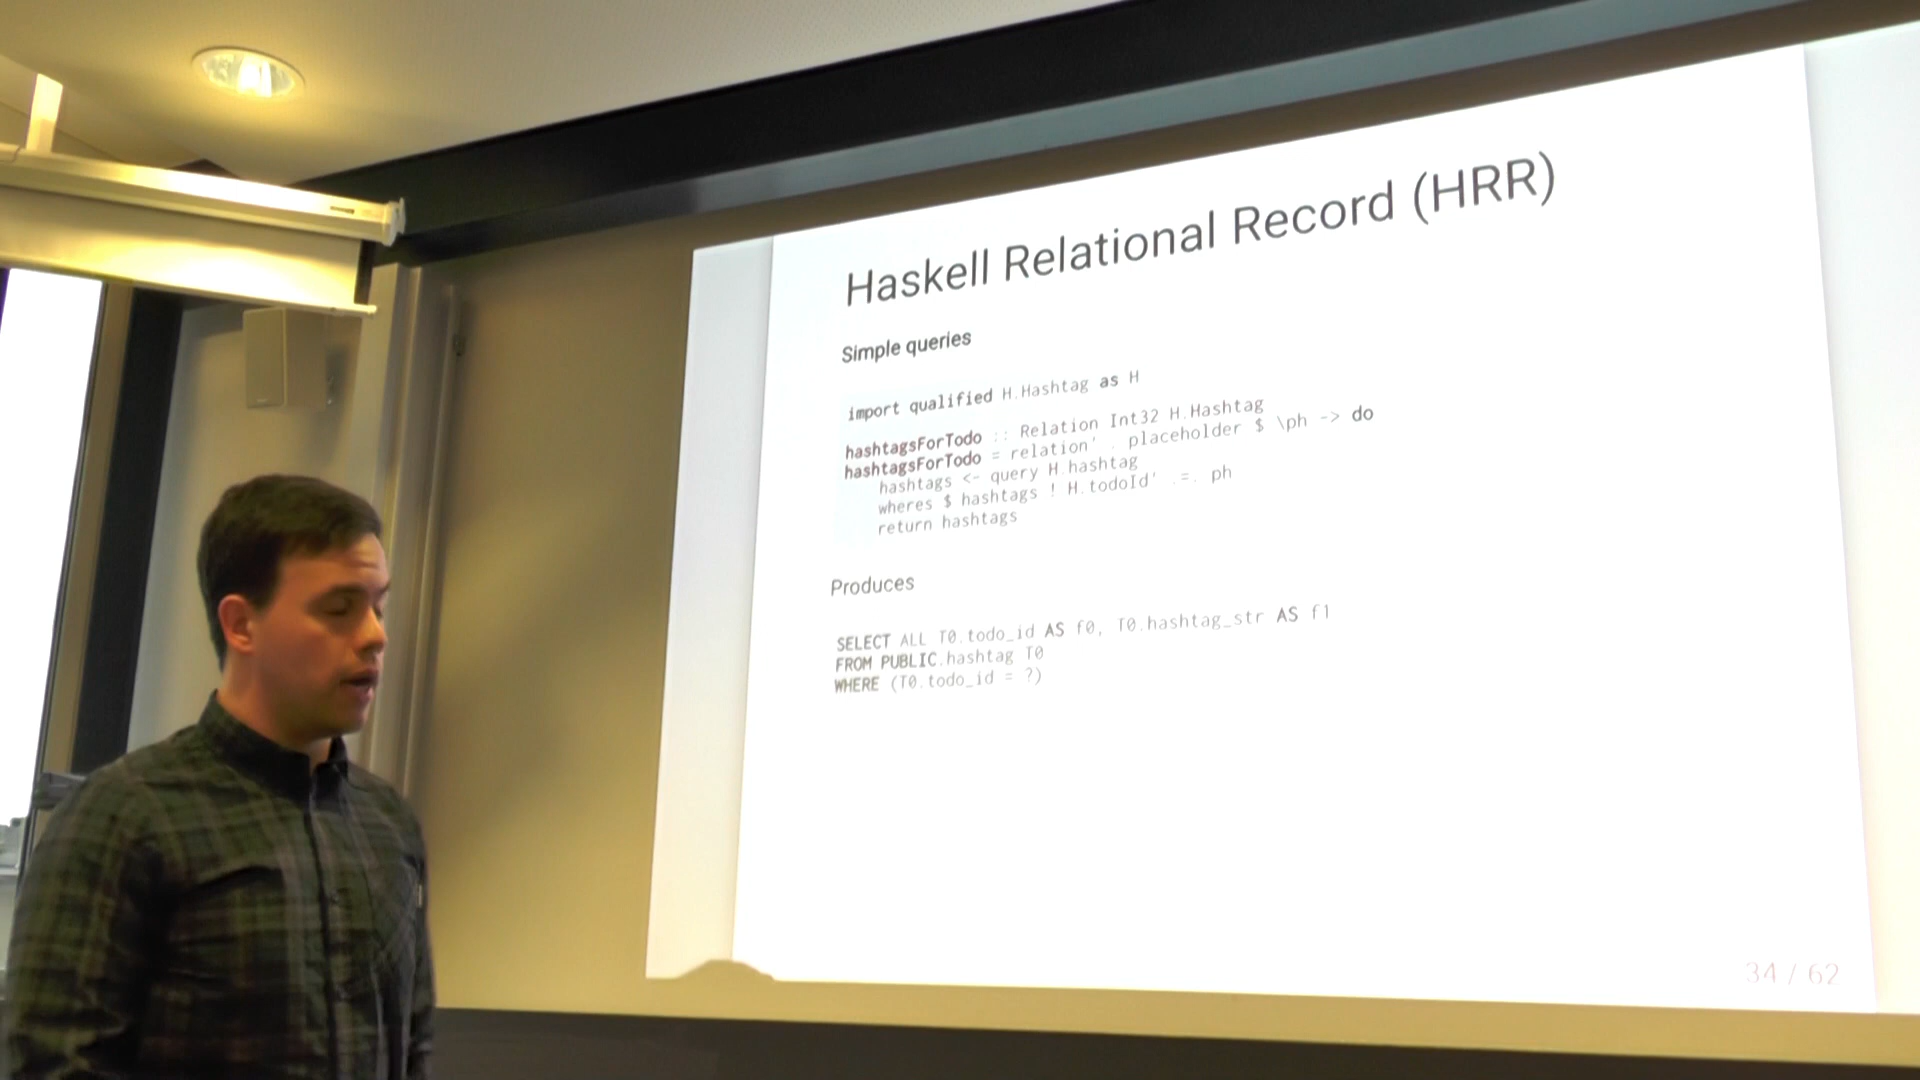 Haskell Relational Record (HRR)
Simple queries
import qualified H.Hashtag as H
hashtagsForTodo :: Relation Int32 H.Hashtag
hashtagsForTodo = relation' . placeholder $ \ph -> do
hashtags <- query H.hashtag
wheres $ hashtags ! H.todoId' .=. ph
return hashtags
Produces
SELECT ALL T0.todo_id AS f0, T0.hashtag_str AS f1
FROM PUBLIC.hashtag T0
WHERE (T0.todo_id = ?)
34 / 62